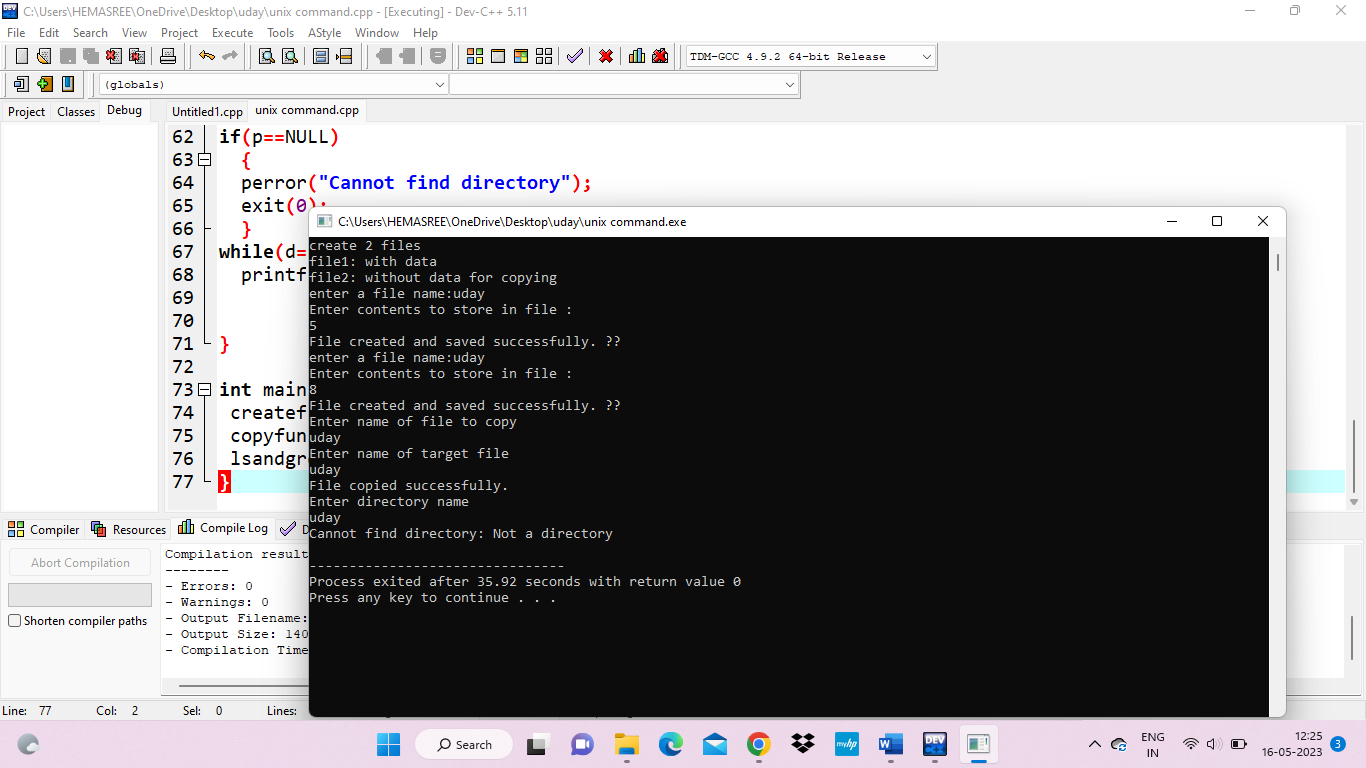 C:\Users\HEMASREE\OneDrive\Desktop\uday\unix command.cpp - [Executing] - Dev-C++ 5.11
File Edit Search View Project Execute Tools AStyle Window Help
TDM-GCC 4.9.2 64-bit Release
(globals)
Project Classes Debug Untitled1.cpp unix command.cpp
62 if(p==NULL)
63 {
64 perror("Cannot find directory");
65 exit(0);
66 }
67 while(d=
68 printf
69
70
71 }
72
73 int main
74 createf
75 copyfun
76 lsandgr
77 }
C:\Users\HEMASREE\OneDrive\Desktop\uday\unix command.exe
create 2 files
file1: with data
file2: without data for copying
enter a file name:uday
Enter contents to store in file :
5
File created and saved successfully. ??
enter a file name:uday
Enter contents to store in file :
8
File created and saved successfully. ??
Enter name of file to copy
uday
Enter name of target file
uday
File copied successfully.
Enter directory name
uday
Cannot find directory: Not a directory
--------------------------------
Process exited after 35.92 seconds with return value 0
Press any key to continue . . .
Compiler Resources Compile Log
Abort Compilation
Shorten compiler paths
Compilation result
--------
- Errors: 0
- Warnings: 0
- Output Filename:
- Output Size: 140
- Compilation Time
Line: 77 Col: 2 Sel: 0 Lines:
Search
myhp
DEV
ENG
IN
12:25
16-05-2023
3